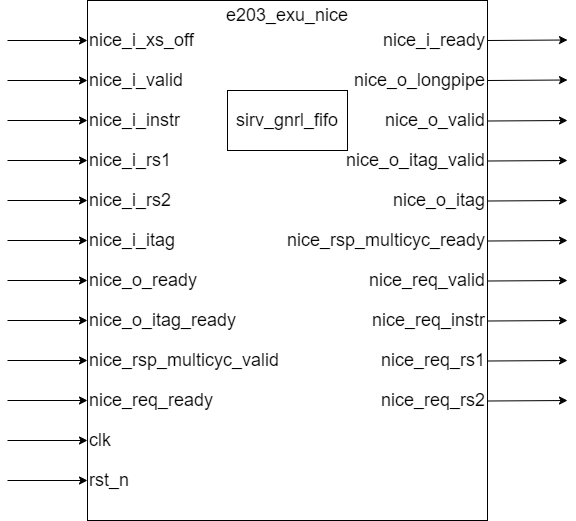 e203_exu_nice
nice_i_xs_off
nice_i_ready
nice_i_valid
nice_o_longpipe
nice_i_instr
sirv_gnrl_fifo
nice_o_valid
nice_i_rs1
nice_o_itag_valid
nice_i_rs2
nice_o_itag
nice_i_itag
nice_rsp_multicyc_ready
nice_o_ready
nice_req_valid
nice_o_itag_ready
nice_req_instr
nice_rsp_multicyc_valid
nice_req_rs1
nice_req_ready
nice_req_rs2
clk
rst_n